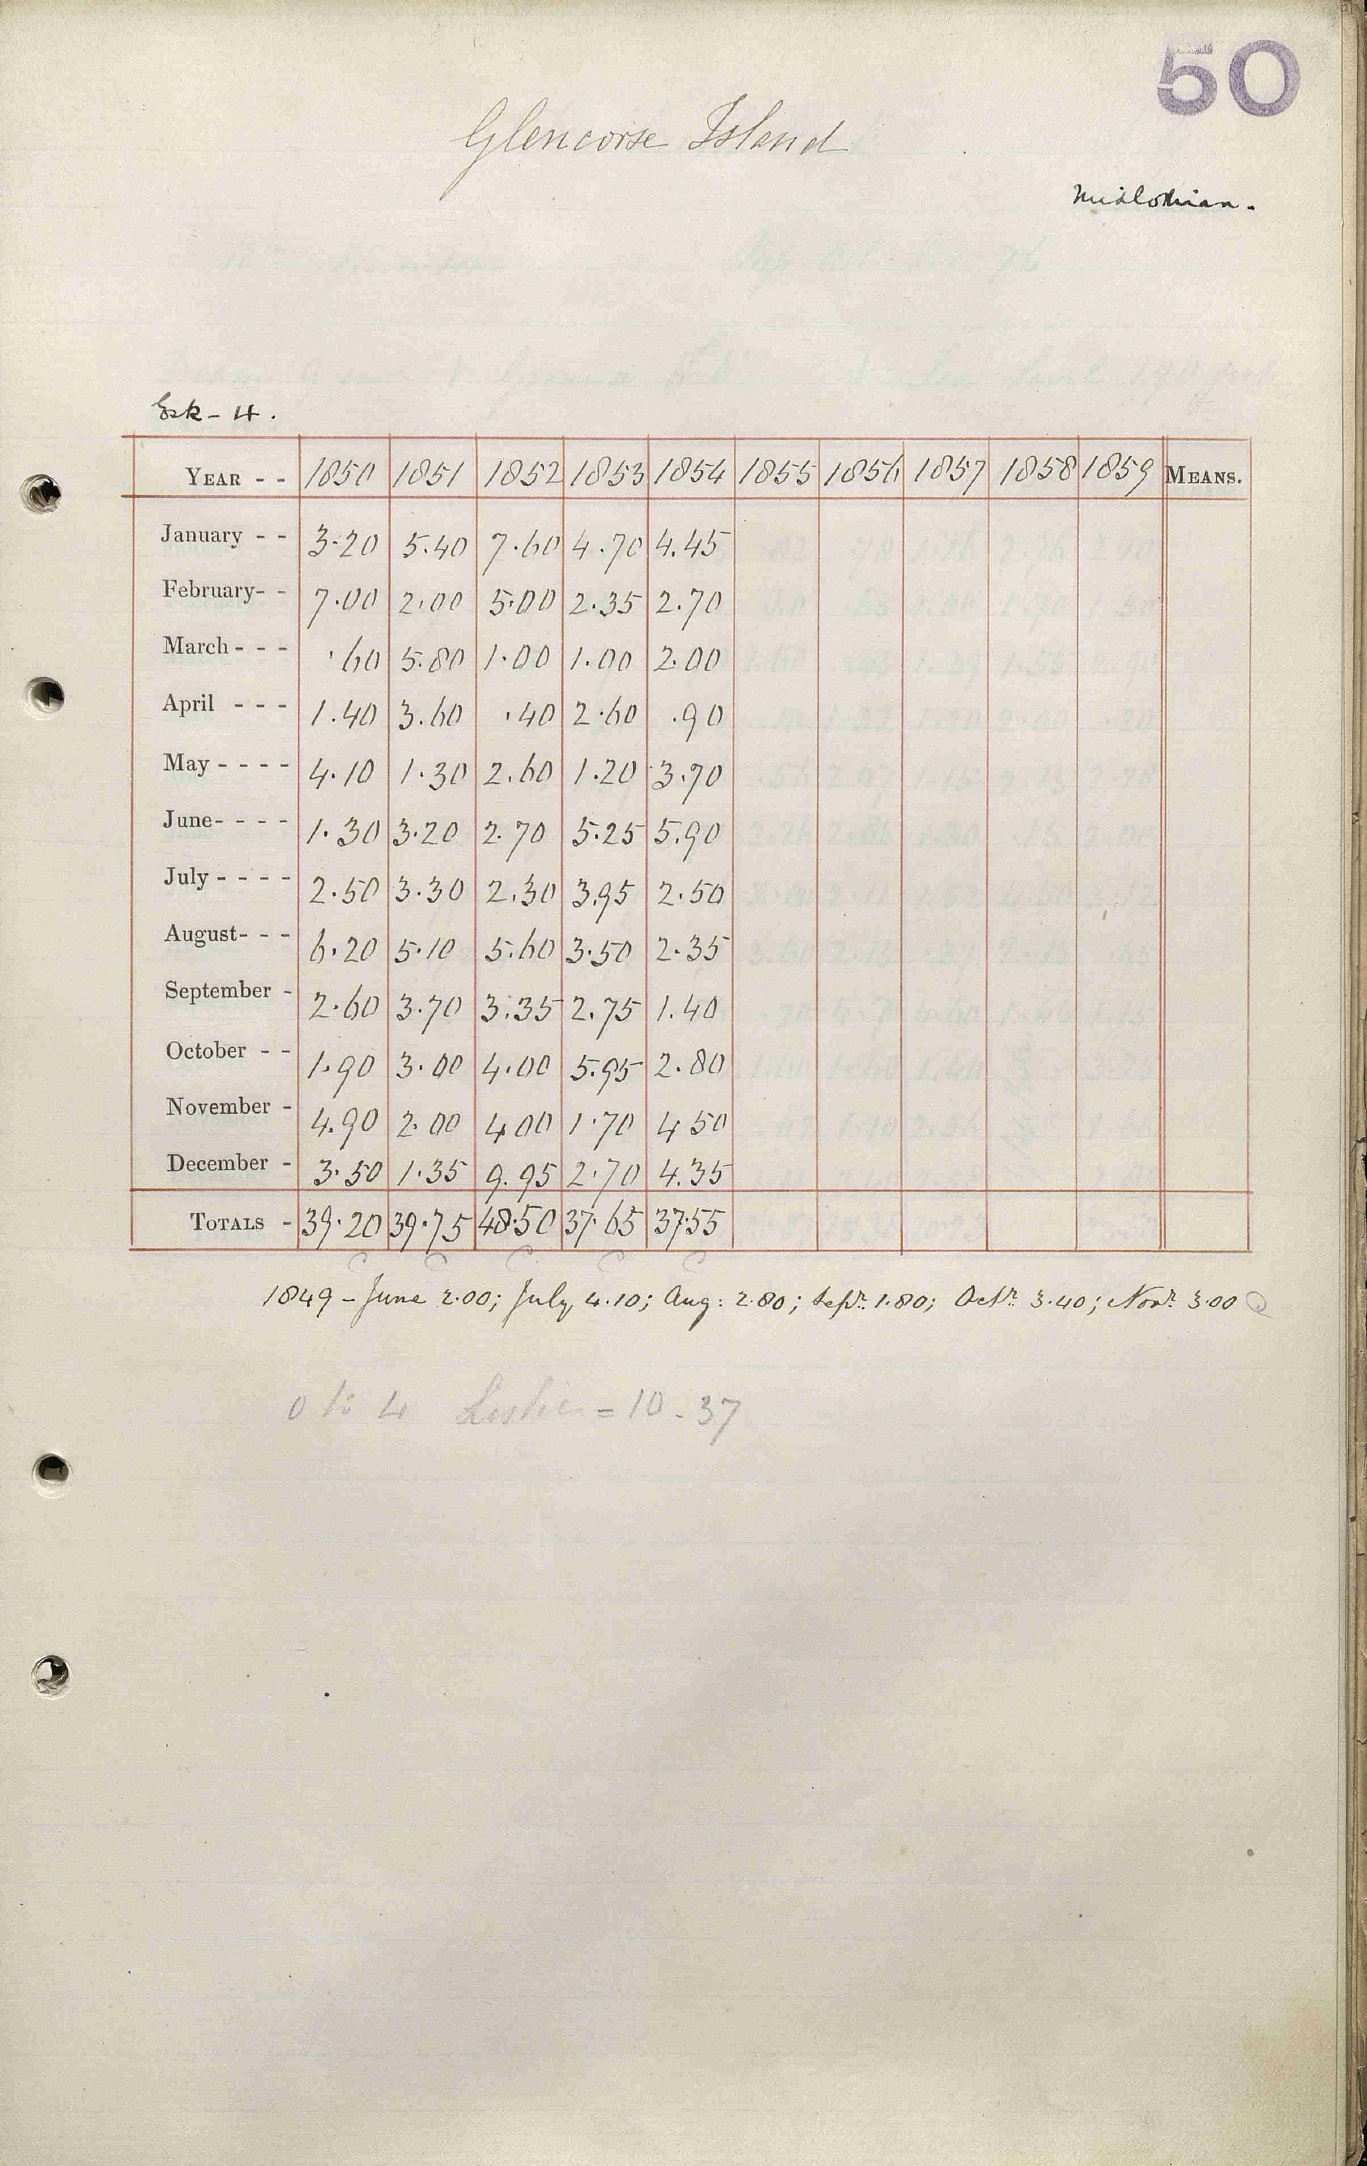 50
Glencorse Island
Midlothian.
Esk - 4.
YEAR - - 1850 1851 1852 1853 1854 1855 1856 1857 1858 1859 MEANS.
January - - 3.20 5.40 7.60 4.70 4.45
February- - 7.00 2.00 5.00 2.35 2.70
March - - - .60 5.80 1.00 1.00 2.00
April - - - 1.40 3.60 .40 2.60 .90
May - - - - 4.10 1.30 2.60 1.20 3.70
June- - - - 1.30 3.20 2.70 5.25 5.90
July - - - - 2.50 3.30 2.30 3.95 2.50
August- - - 6.20 5.10 5.60 3.50 2.35
September - 2.60 3.70 3.35 2.75 1.40
October - - 1.90 3.00 4.00 5.95 2.80
November - 4.90 2.00 4 00 1.70 4 50
December - 3.50 1.35 9.95 2.70 4.35
TOTALS - 39.20 39.75 48.50 37.65 37.55
1849 - June 2.00; July, 4.10; Aug: 2.80; Sepr. 1.80; Octr. 3.40; Novr. 3.00
0 to 4 Leslie = 10.37